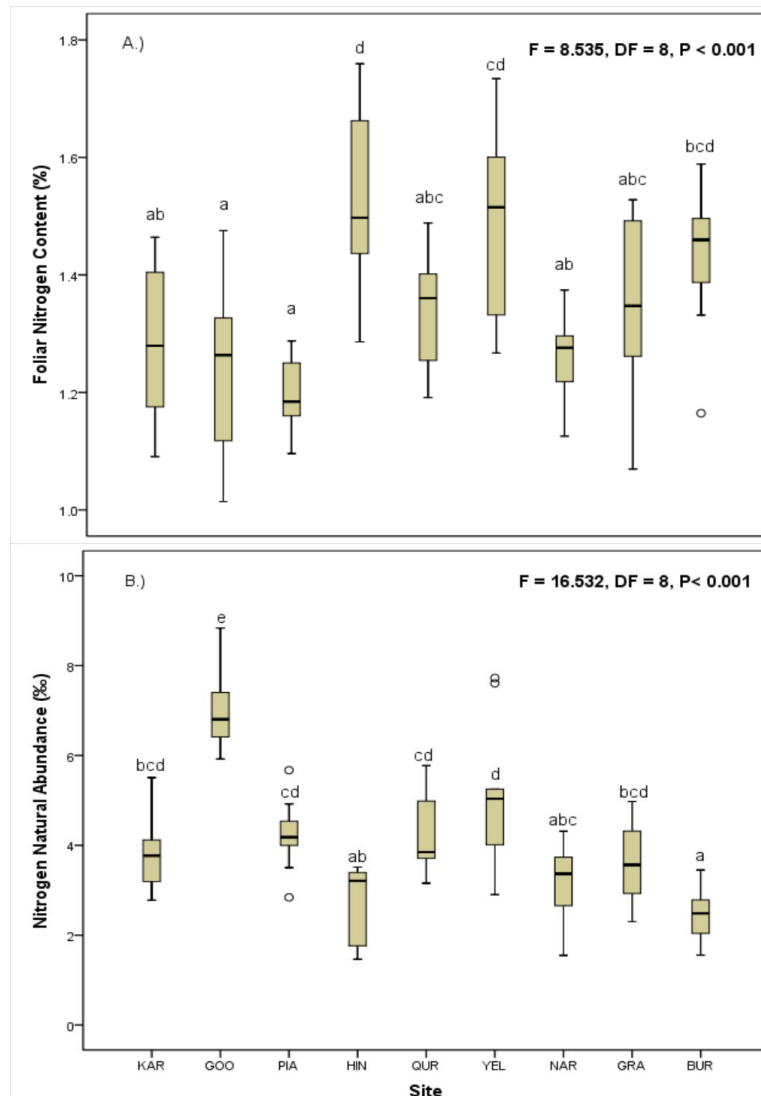 A.)
F = 8.535, DF = 8, P < 0.001
Foliar Nitrogen Content (%)
1.8
1.6
1.4
1.2
1.0
ab
a
a
d
abc
cd
ab
abc
bcd
B.)
F = 16.532, DF = 8, P< 0.001
Nitrogen Natural Abundance (‰)
10
8
6
4
2
0
bcd
e
cd
ab
cd
d
abc
bcd
a
KAR GOO PIA HIN QUR YEL NAR GRA BUR
Site